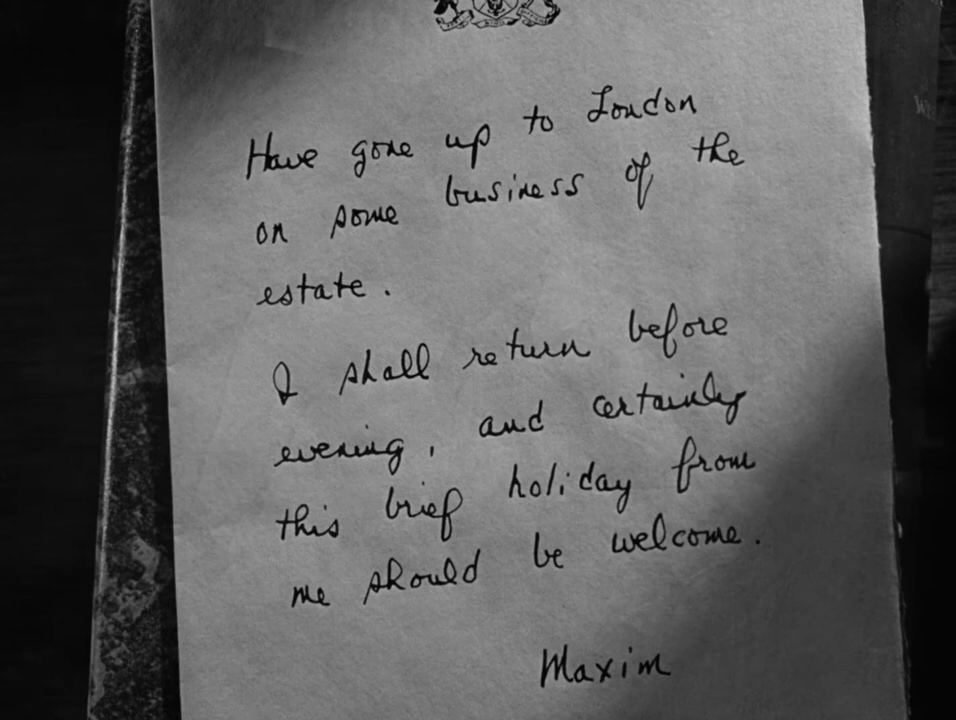 Have gone up to London
on some business of the
estate.
I shall return before
evening, and certainly
this brief holiday from
me should be welcome.
Maxim